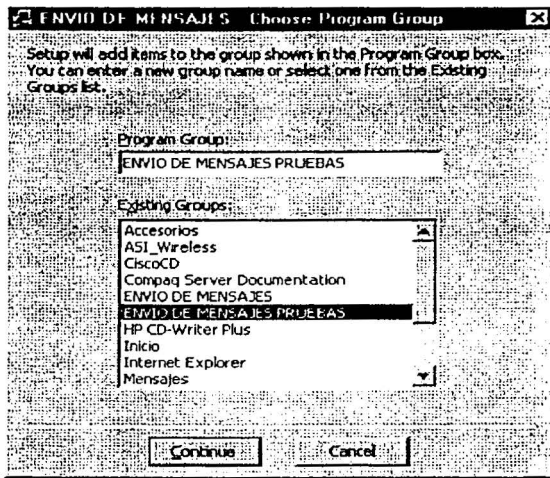 ENVIO DE MENSAJES Choose Program Group
Setup will add items to the group shown in the Program Group box.
You can enter a new group name or select one from the Existing
Groups list.
Program Group:
ENVIO DE MENSAJES PRUEBAS
Existing Groups:
Accesorios
ASI_Wireless
CiscoCD
Compaq Server Documentation
ENVIO DE MENSAJES
ENVIO DE MENSAJES PRUEBAS
HP CD-Writer Plus
Inicio
Internet Explorer
Mensajes
Continue
Cancel